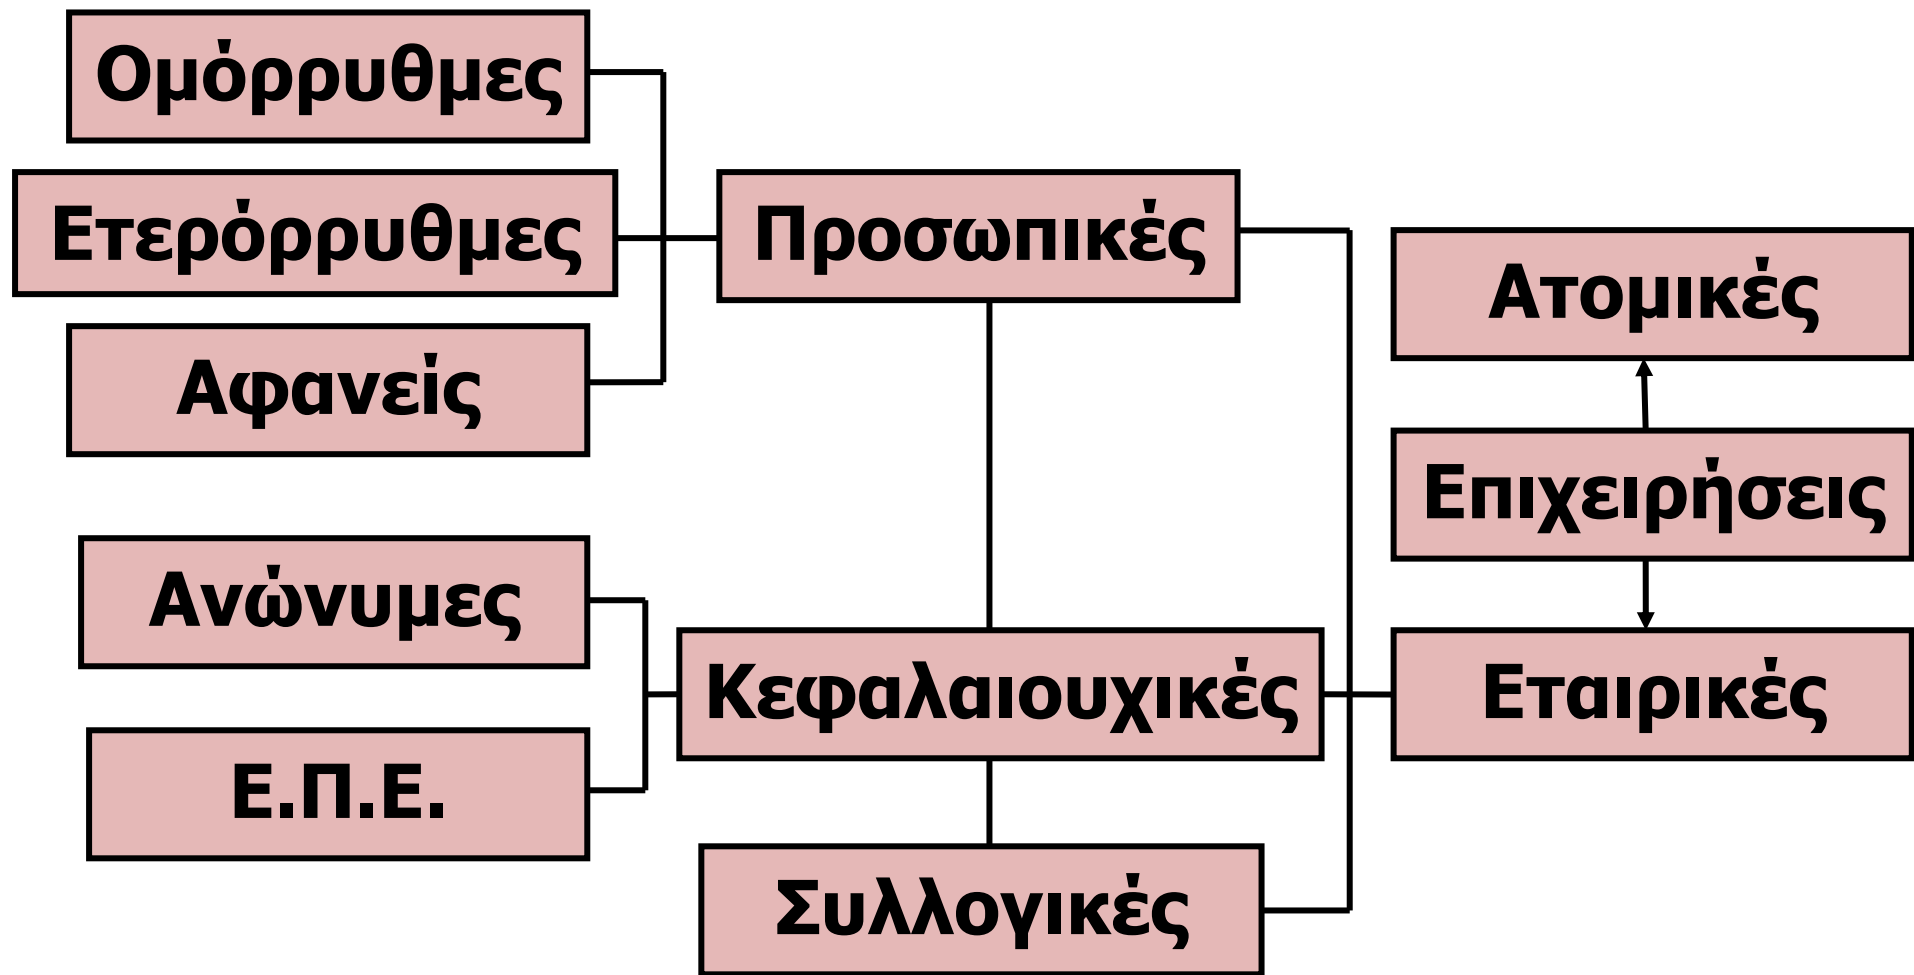 Ομόρρυθμες
Ετερόρρυθμες
Προσωπικές
Ατομικές
Αφανείς
Επιχειρήσεις
Ανώνυμες
Κεφαλαιουχικές
Εταιρικές
Ε.Π.Ε.
Συλλογικές